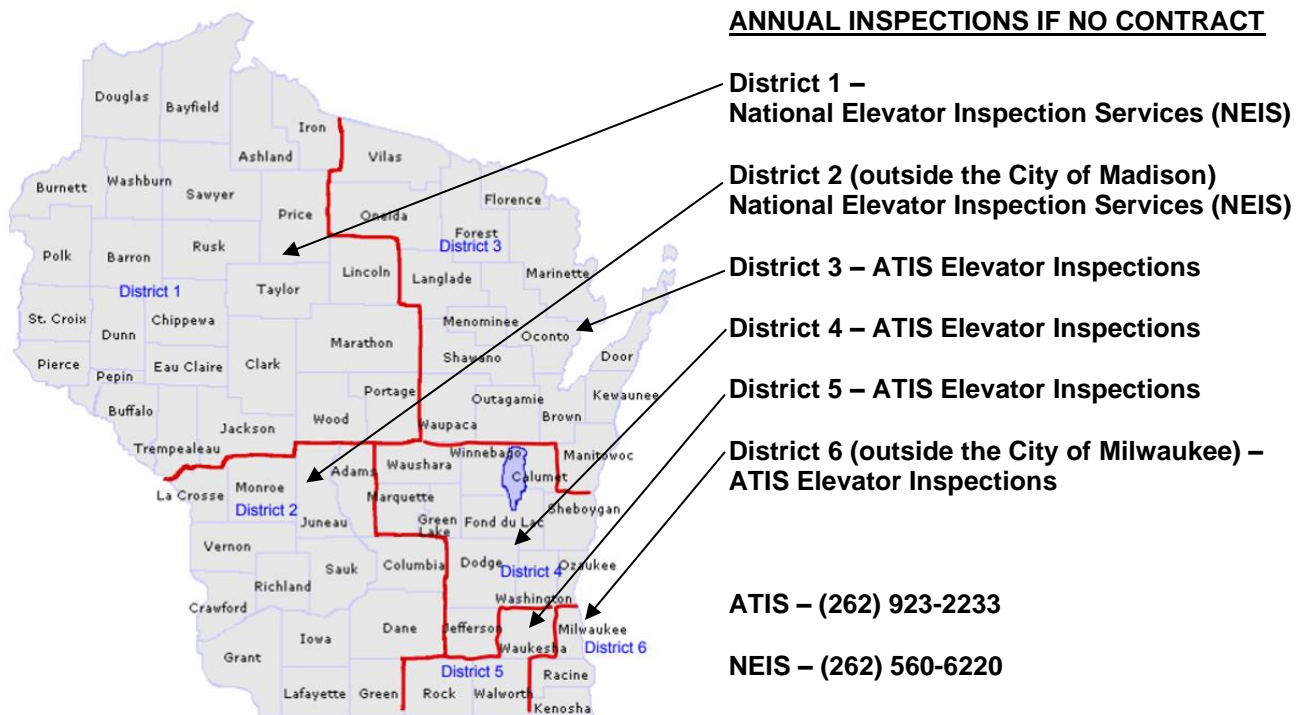 ANNUAL INSPECTIONS IF NO CONTRACT
District 1 –
National Elevator Inspection Services (NEIS)
District 2 (outside the City of Madison)
National Elevator Inspection Services (NEIS)
District 3 – ATIS Elevator Inspections
District 4 – ATIS Elevator Inspections
District 5 – ATIS Elevator Inspections
District 6 (outside the City of Milwaukee) –
ATIS Elevator Inspections
ATIS – (262) 923-2233
NEIS – (262) 560-6220
Douglas
Bayfield
Iron
Ashland
Vilas
Burnett
Washburn
Sawyer
Price
Oneida
Florence
Forest
District 3
Polk
Barron
Rusk
Lincoln
Langlade
Marinette
District 1
Taylor
St. Croix
Dunn
Chippewa
Menominee
Oconto
Marathon
Shawano
Door
Pierce
Pepin
Eau Claire
Clark
Portage
Outagamie
Kewaunee
Buffalo
Wood
Brown
Trempealeau
Jackson
Waupaca
Winnebago
Manitowoc
La Crosse
Monroe
Adams
Waushara
Calumet
District 2
Juneau
Marquette
Green
Lake
Fond du Lac
Sheboygan
Vernon
Richland
Sauk
Columbia
Dodge
District 4
Ozaukee
Washington
Crawford
Iowa
Dane
Jefferson
Waukesha
Milwaukee
District 6
Grant
District 5
Racine
Lafayette
Green
Rock
Walworth
Kenosha